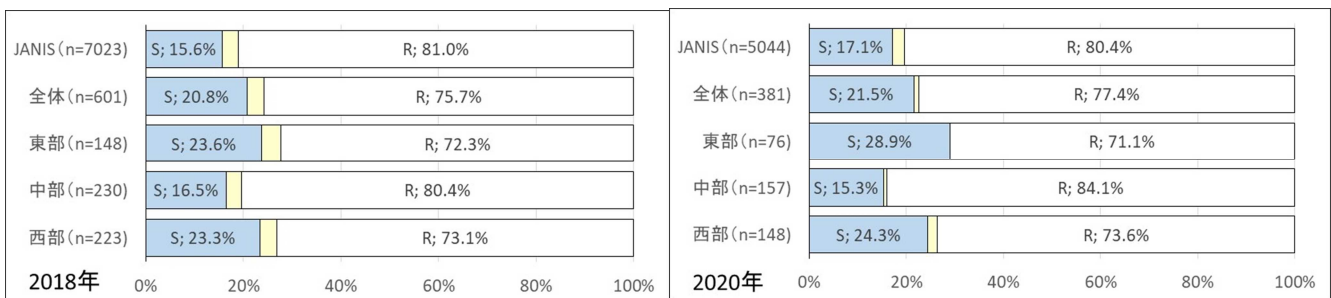 JANIS(n=7023) S; 15.6% R; 81.0%
全体(n=601) S; 20.8% R; 75.7%
東部(n=148) S; 23.6% R; 72.3%
中部(n=230) S; 16.5% R; 80.4%
西部(n=223) S; 23.3% R; 73.1%
2018年 0% 20% 40% 60% 80% 100%
JANIS(n=5044) S; 17.1% R; 80.4%
全体(n=381) S; 21.5% R; 77.4%
東部(n=76) S; 28.9% R; 71.1%
中部(n=157) S; 15.3% R; 84.1%
西部(n=148) S; 24.3% R; 73.6%
2020年 0% 20% 40% 60% 80% 100%